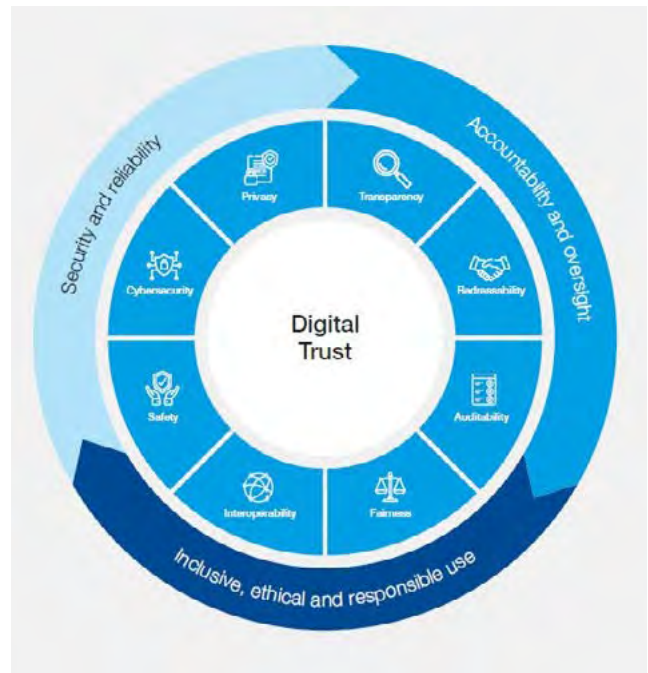 Security and reliability
Accountability and oversight
Inclusive, ethical and responsible use
Privacy
Transparency
Redressability
Auditability
Fairness
Interoperability
Safety
Cybersecurity
Digital
Trust